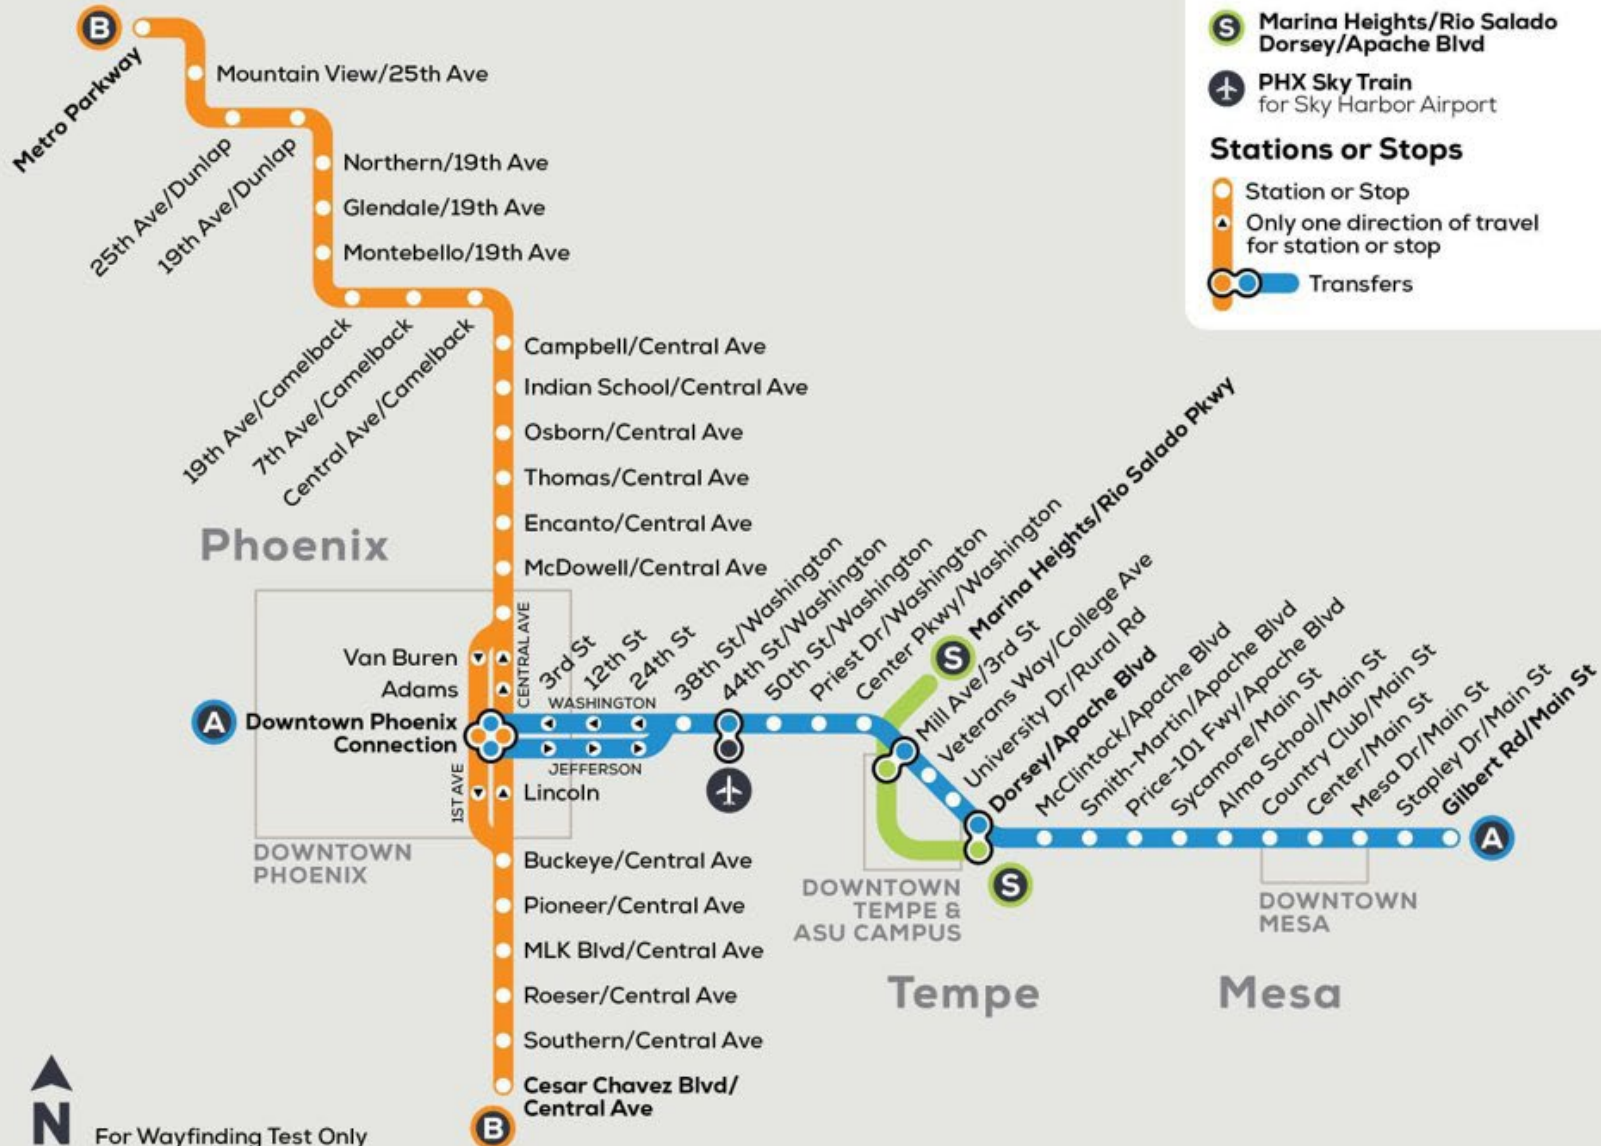 B
Metro Parkway
Mountain View/25th Ave
25th Ave/Dunlap
19th Ave/Dunlap
Northern/19th Ave
Glendale/19th Ave
Montebello/19th Ave
19th Ave/Camelback
7th Ave/Camelback
Central Ave/Camelback
Campbell/Central Ave
Indian School/Central Ave
Osborn/Central Ave
Thomas/Central Ave
Encanto/Central Ave
McDowell/Central Ave
Phoenix
S
Marina Heights/Rio Salado
Dorsey/Apache Blvd
PHX Sky Train
for Sky Harbor Airport
Stations or Stops
Station or Stop
Only one direction of travel
for station or stop
Transfers
Van Buren
Adams
CENTRAL AVE
A
Downtown Phoenix
Connection
1ST AVE
Lincoln
DOWNTOWN
PHOENIX
3rd St
12th St
24th St
WASHINGTON
JEFFERSON
38th St/Washington
44th St/Washington
50th St/Washington
Priest Dr/Washington
Center Pkwy/Washington
S
Marina Heights/Rio Salado Pkwy
Mill Ave/3rd St
Veterans Way/College Ave
University Dr/Rural Rd
Dorsey/Apache Blvd
McClintock/Apache Blvd
Smith-Martin/Apache Blvd
Price-101 Fwy/Apache Blvd
Sycamore/Main St
Alma School/Main St
Country Club/Main St
Center/Main St
Mesa Dr/Main St
Stapley Dr/Main St
Gilbert Rd/Main St
A
S
DOWNTOWN
TEMPE &
ASU CAMPUS
DOWNTOWN
MESA
Tempe
Mesa
Buckeye/Central Ave
Pioneer/Central Ave
MLK Blvd/Central Ave
Roeser/Central Ave
Southern/Central Ave
Cesar Chavez Blvd/
Central Ave
B
N
For Wayfinding Test Only